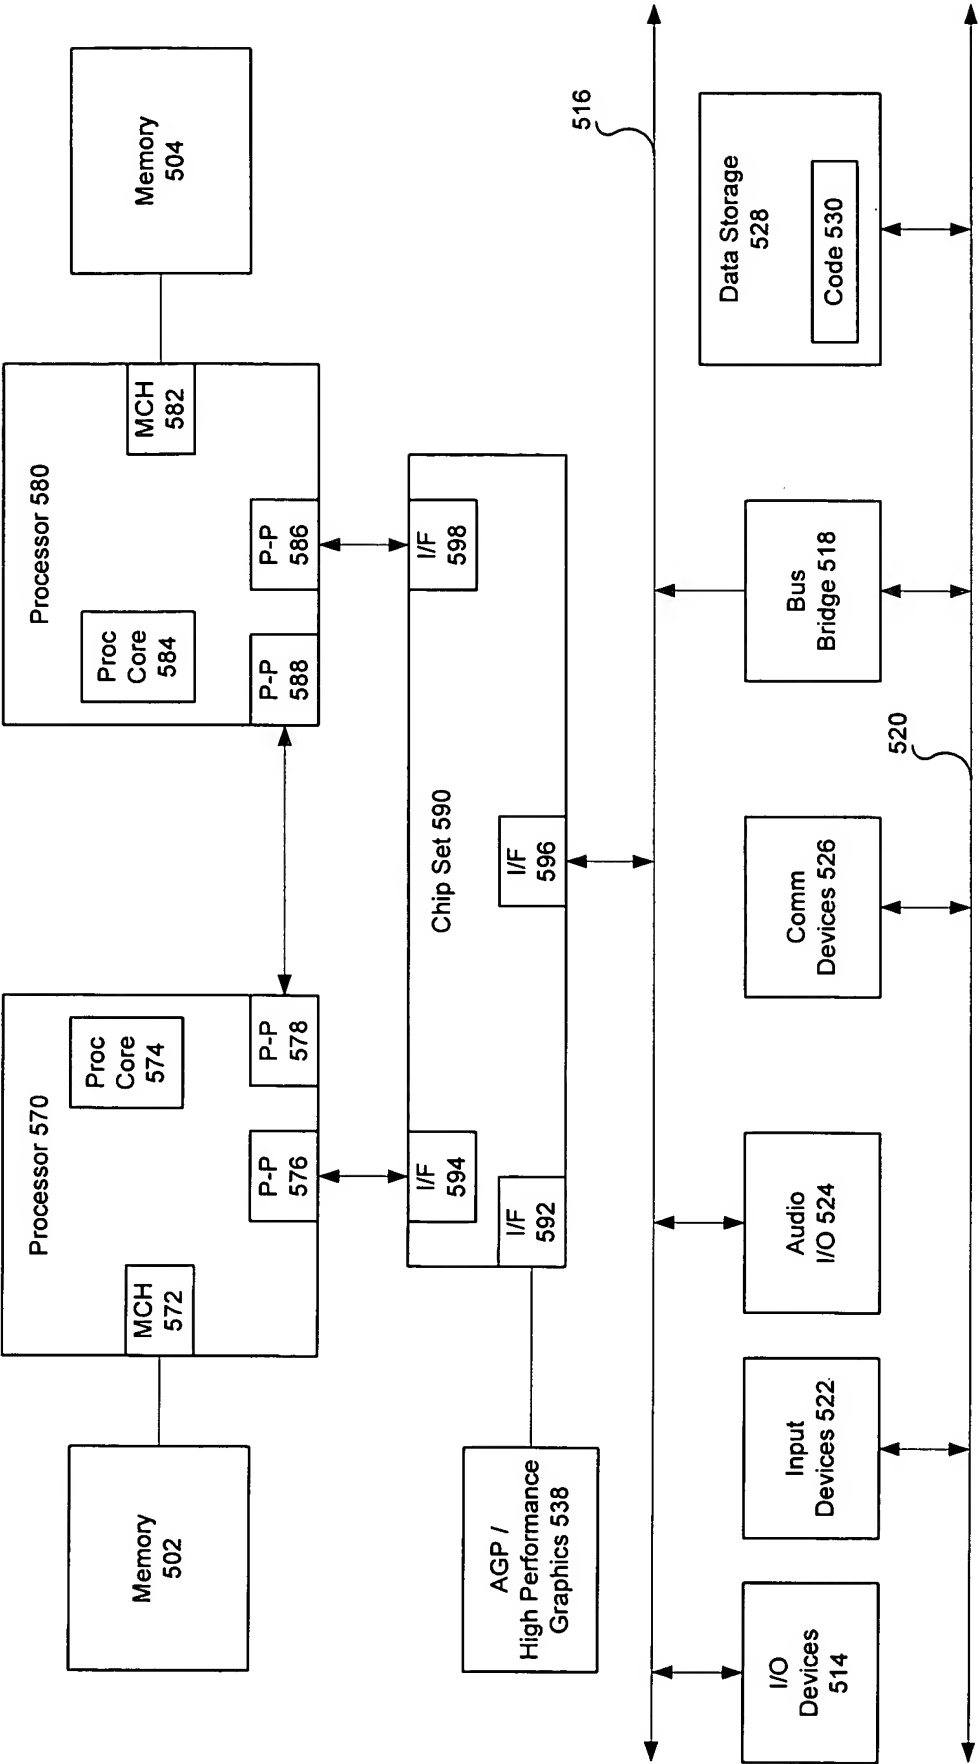 Processor 570
Proc
Core
574
MCH
572
P-P
576
P-P
578
Memory
502
Processor 580
Proc
Core
584
P-P
588
P-P
586
MCH
582
Memory
504
Chip Set 590
I/F
594
I/F
592
I/F
596
I/F
598
AGP /
High Performance
Graphics 538
516
I/O
Devices
514
Input
Devices 522
Audio
I/O 524
Comm
Devices 526
Bus
Bridge 518
Data Storage
528
Code 530
520